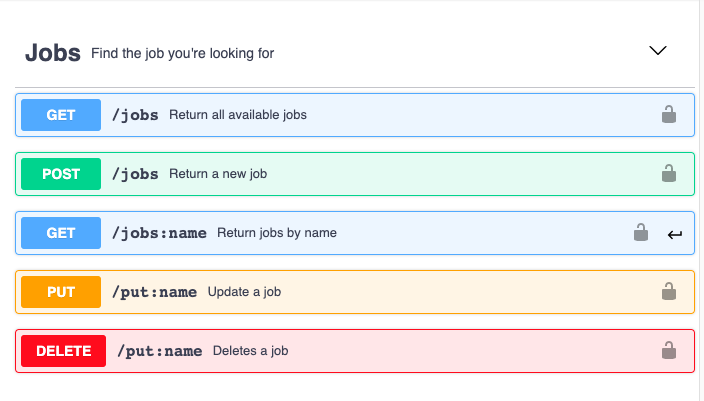 Jobs Find the job you're looking for
GET /jobs Return all available jobs
POST /jobs Return a new job
GET /jobs:name Return jobs by name
PUT /put:name Update a job
DELETE /put:name Deletes a job